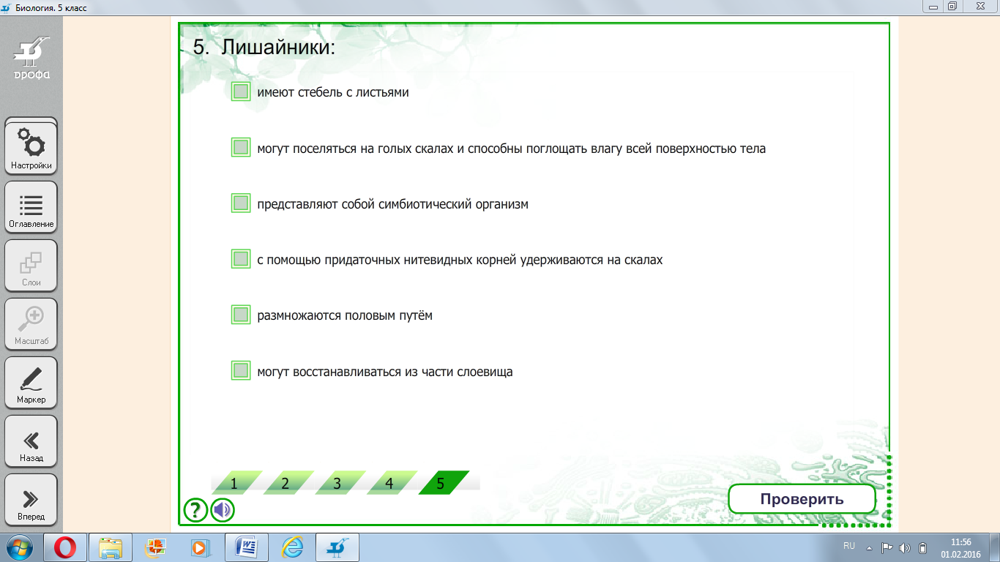 Биология. 5 класс
дрофа
Настройки
Оглавление
Слои
Масштаб
Маркер
Назад
Вперед
5. Лишайники:
имеют стебель с листьями
могут поселяться на голых скалах и способны поглощать влагу всей поверхностью тела
представляют собой симбиотический организм
с помощью придаточных нитевидных корней удерживаются на скалах
размножаются половым путём
могут восстанавливаться из части слоевища
1 2 3 4 5
?
Проверить
RU
11:56
01.02.2016